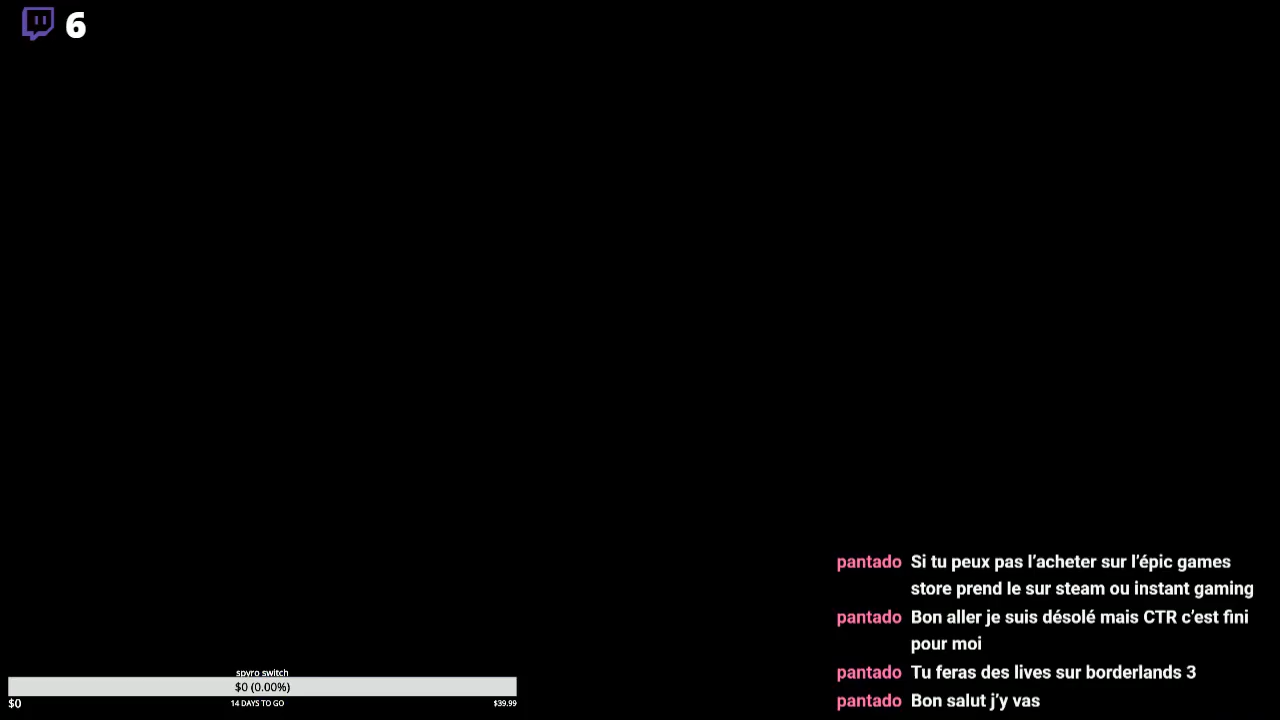 6
pantado Si tu peux pas l’acheter sur l’épic games
store prend le sur steam ou instant gaming
pantado Bon aller je suis désolé mais CTR c’est fini
pour moi
pantado Tu feras des lives sur borderlands 3
pantado Bon salut j’y vas
spyro switch
$0 (0.00%)
$0 14 DAYS TO GO $39.99